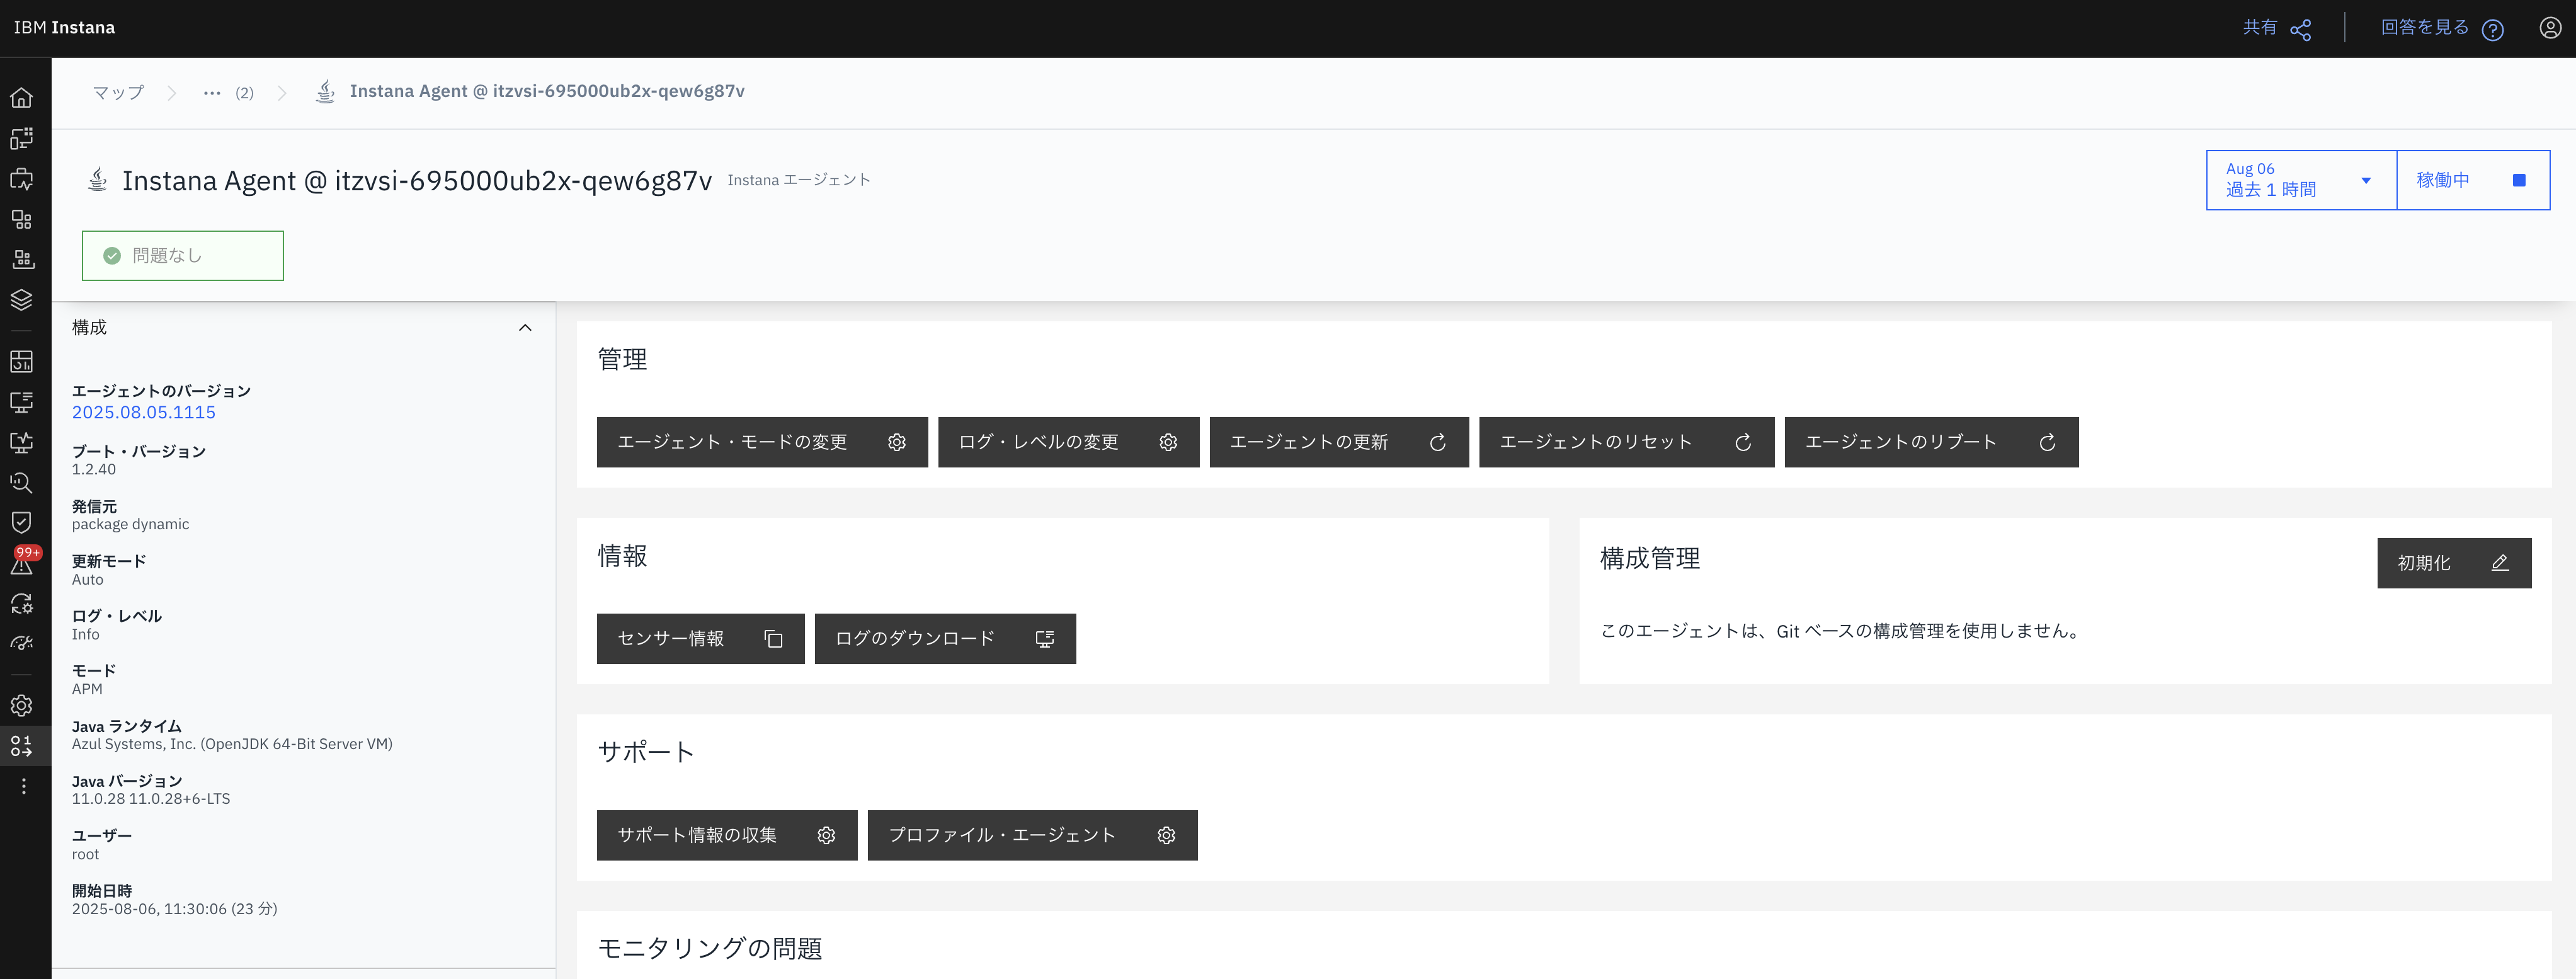 IBM Instana
共有
回答を見る
マップ
... (2)
Instana Agent @ itzvsi-695000ub2x-qew6g87v
Instana Agent @ itzvsi-695000ub2x-qew6g87v
Instana エージェント
Aug 06
過去 1 時間
稼働中
問題なし
構成
エージェントのバージョン
2025.08.05.1115
ブート・バージョン
1.2.40
発信元
package dynamic
更新モード
Auto
ログ・レベル
Info
モード
APM
Java ランタイム
Azul Systems, Inc. (OpenJDK 64-Bit Server VM)
Java バージョン
11.0.28 11.0.28+6-LTS
ユーザー
root
開始日時
2025-08-06, 11:30:06 (23 分)
99+
管理
エージェント・モードの変更
ログ・レベルの変更
エージェントの更新
エージェントのリセット
エージェントのリブート
情報
センサー情報
ログのダウンロード
構成管理
初期化
このエージェントは、Git ベースの構成管理を使用しません。
サポート
サポート情報の収集
プロファイル・エージェント
モニタリングの問題